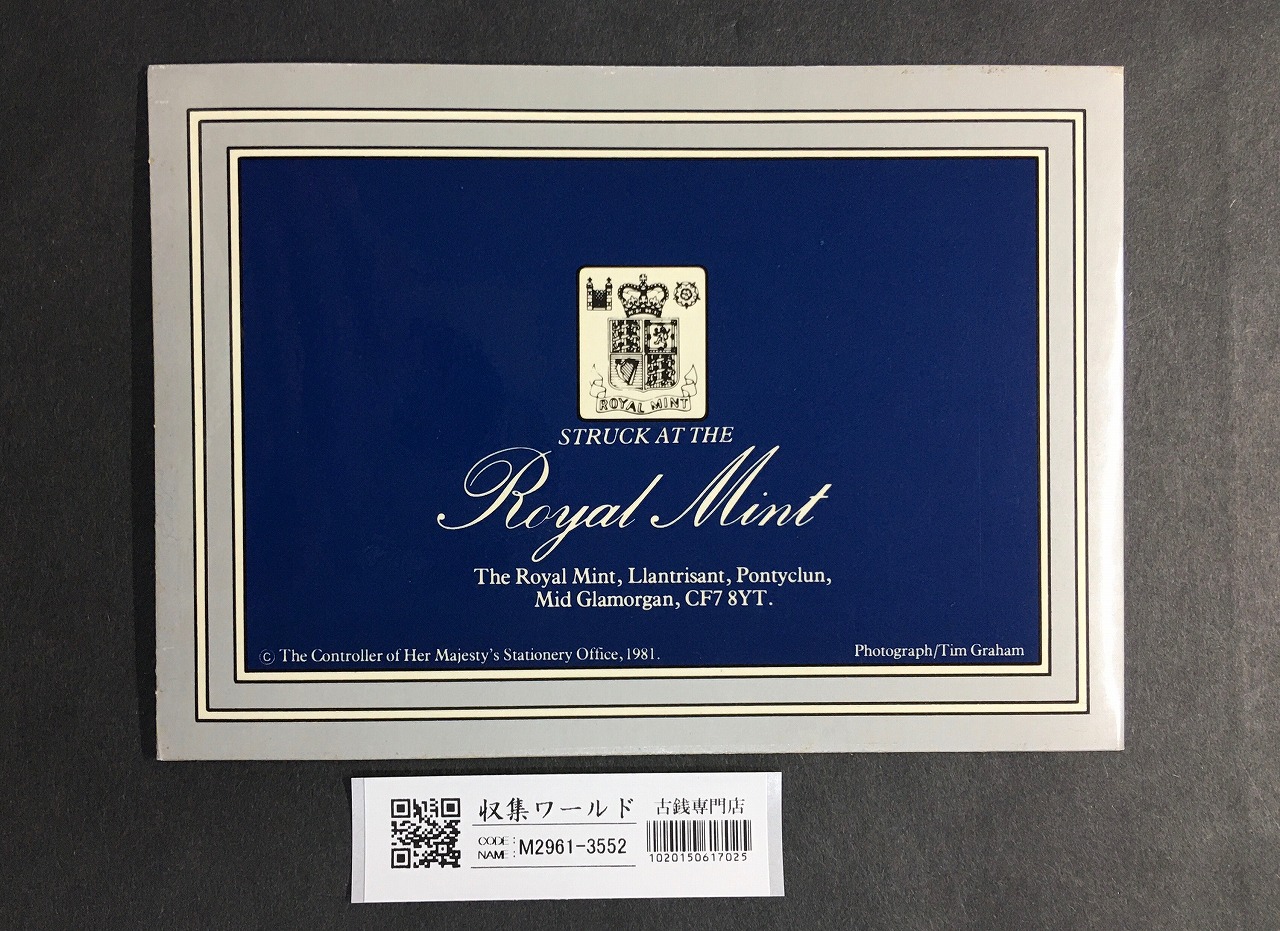 ROYAL MINT
STRUCK AT THE
Royal Mint
The Royal Mint, Llantrisant, Pontyclun,
Mid Glamorgan, CF7 8YT.
© The Controller of Her Majesty's Stationery Office, 1981.
Photograph/Tim Graham
収集ワールド 古銭専門店
CODE:
NAME: M2961-3552
1020150617025